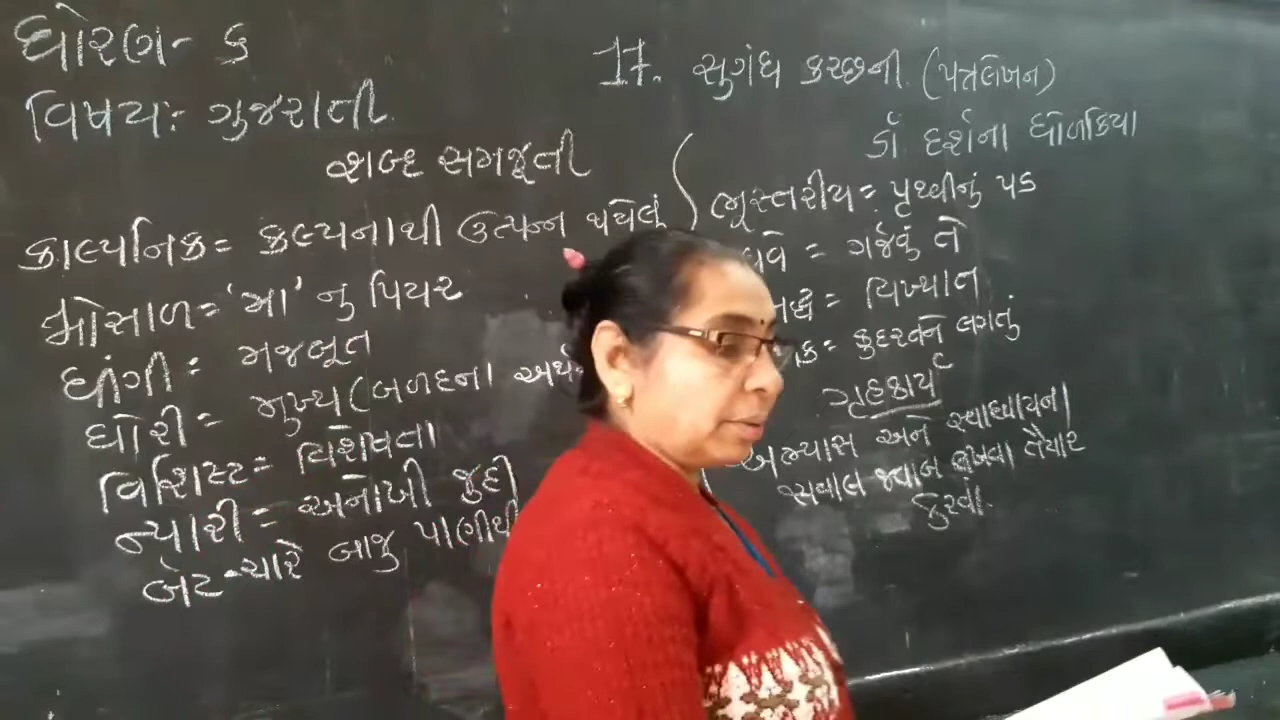 ધોરણ- ૬
વિષય: ગુજરાતી.
17. સુગંધ કચ્છની. (પત્રલેખન)
ડૉ દર્શના ધોળકિયા
શબ્દ સમજૂતી
કાલ્પનિક = કલ્પનાથી ઉત્પન્ન થયેલું
મોસાળ = 'મા' નુ પિયર
ધીંગી = મજબૂત
ધોરી = મુખ્ય (બળદના અર્થ
વિશિષ્ટ = વિશેષતા
ન્યારી = અનોખી જુદી
બેટ - ચારે બાજુ પાણીથી
ભૂસ્તરીય = પૃથ્વીનું પડ
= ગર્જવું તે
= વિખ્યાત
= કુદરતને લગતું
ગૃહકાર્ય
અભ્યાસ અને સ્વાધ્યાયના
સવાલ જવાબ લખવા તૈયાર
કરવા.